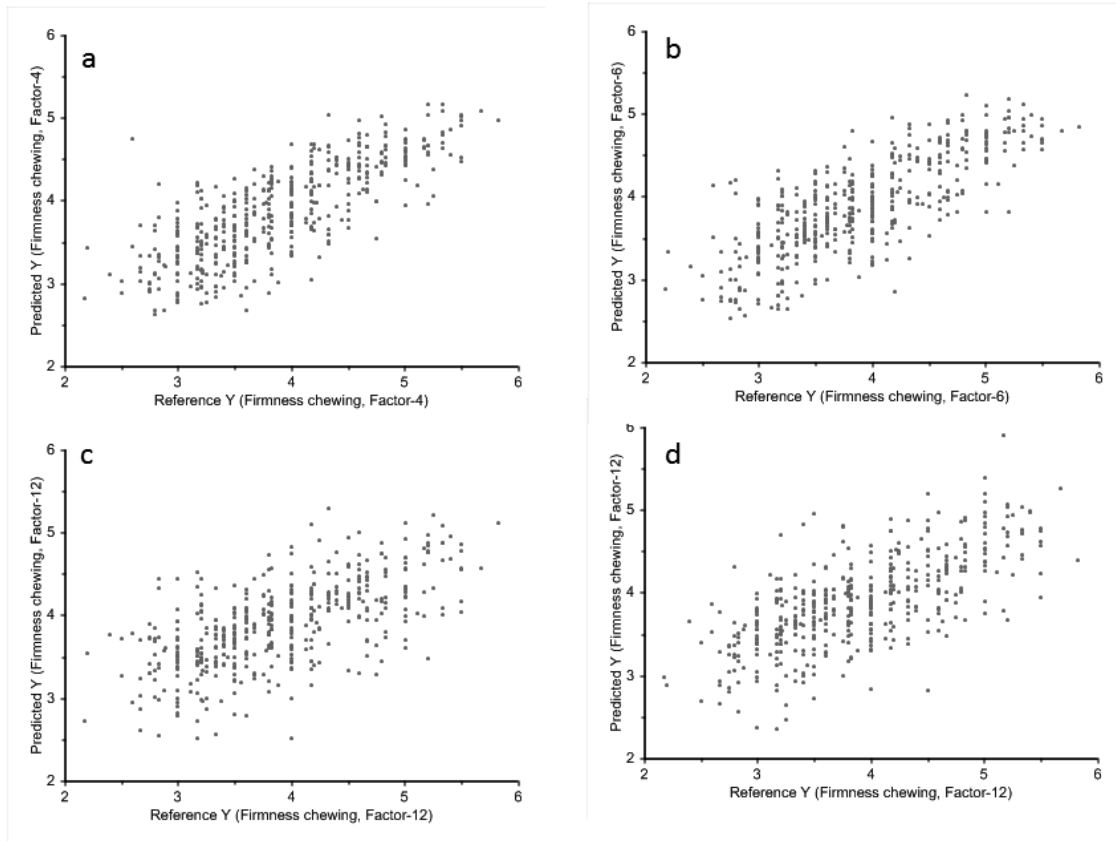 a
Predicted Y (Firmness chewing, Factor-4)
6
5
4
3
2
2 3 4 5 6
Reference Y (Firmness chewing, Factor-4)
b
Predicted Y (Firmness chewing, Factor-6)
6
5
4
3
2
2 3 4 5 6
Reference Y (Firmness chewing, Factor-6)
c
Predicted Y (Firmness chewing, Factor-12)
6
5
4
3
2
2 3 4 5 6
Reference Y (Firmness chewing, Factor-12)
d
Predicted Y (Firmness chewing, Factor-12)
6
5
4
3
2
2 3 4 5 6
Reference Y (Firmness chewing, Factor-12)